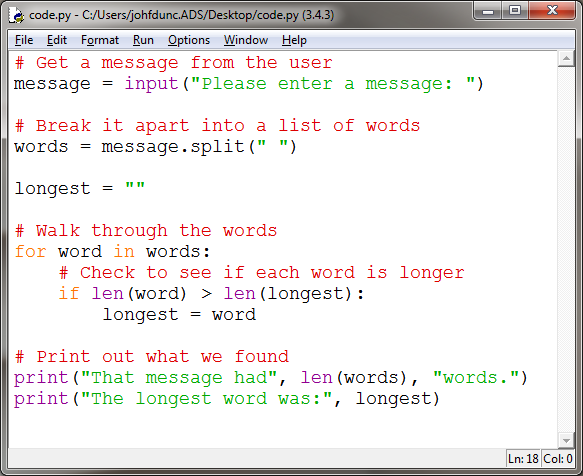 code.py - C:/Users/johfdunc.ADS/Desktop/code.py (3.4.3)
File Edit Format Run Options Window Help
# Get a message from the user
message = input("Please enter a message: ")

# Break it apart into a list of words
words = message.split(" ")

longest = ""

# Walk through the words
for word in words:
    # Check to see if each word is longer
    if len(word) > len(longest):
        longest = word

# Print out what we found
print("That message had", len(words), "words.")
print("The longest word was:", longest)
Ln: 18 Col: 0